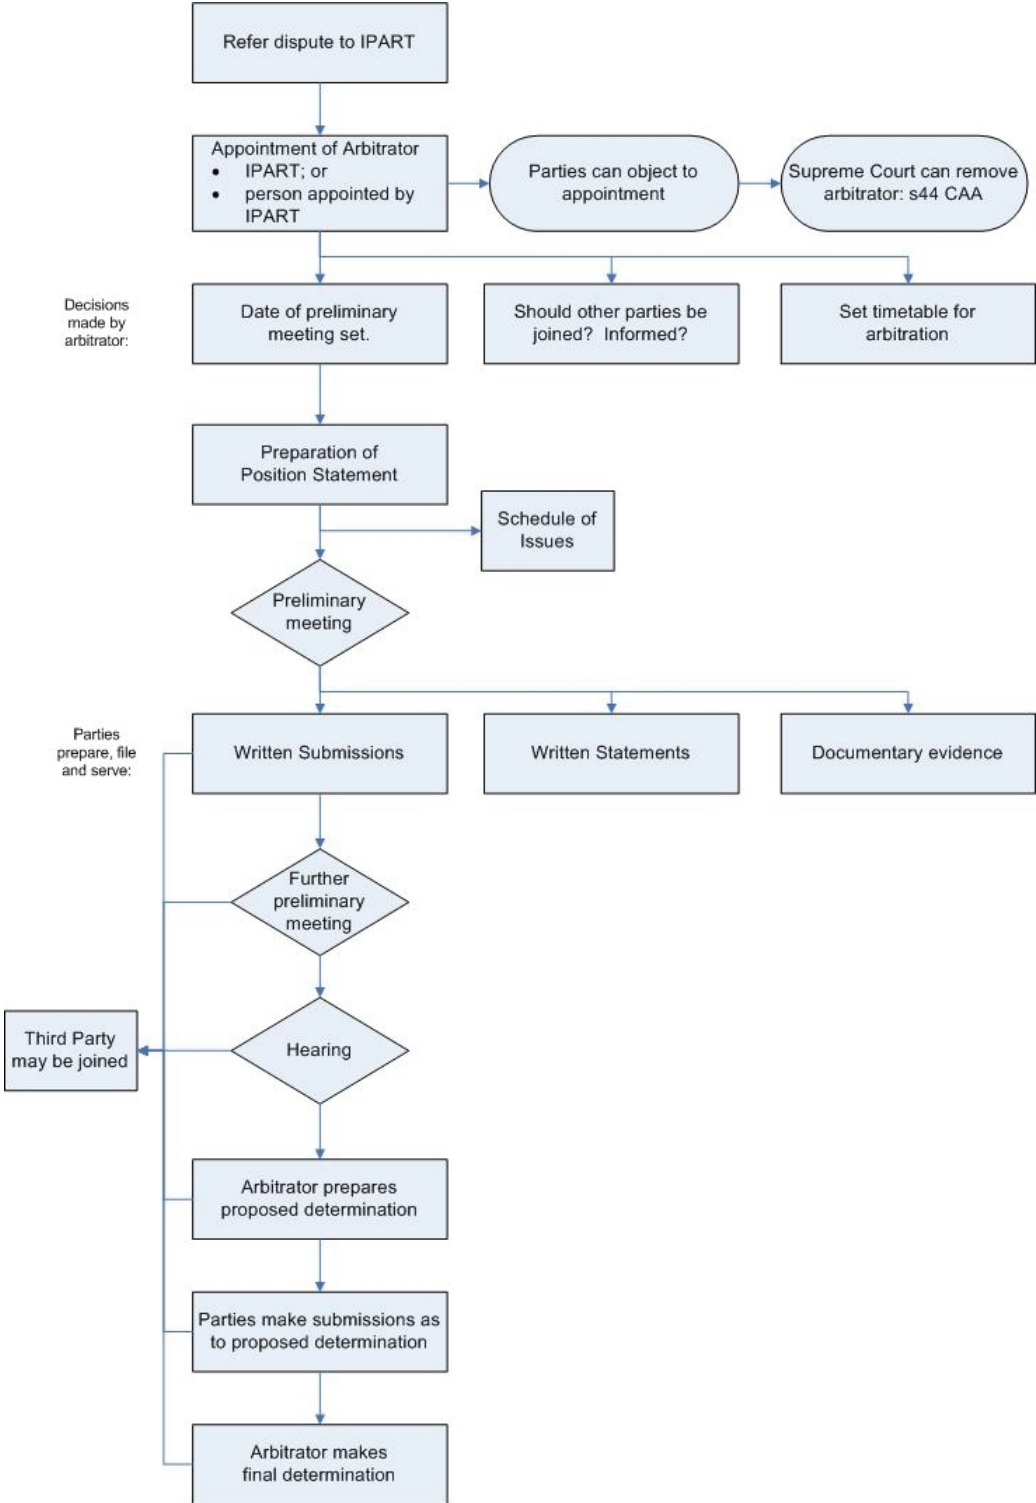 Refer dispute to IPART
Appointment of Arbitrator
• IPART; or
• person appointed by
IPART
Parties can object to
appointment
Supreme Court can remove
arbitrator: s44 CAA
Decisions
made by
arbitrator:
Date of preliminary
meeting set.
Should other parties be
joined? Informed?
Set timetable for
arbitration
Preparation of
Position Statement
Schedule of
Issues
Preliminary
meeting
Parties
prepare, file
and serve:
Written Submissions
Written Statements
Documentary evidence
Further
preliminary
meeting
Third Party
may be joined
Hearing
Arbitrator prepares
proposed determination
Parties make submissions as
to proposed determination
Arbitrator makes
final determination